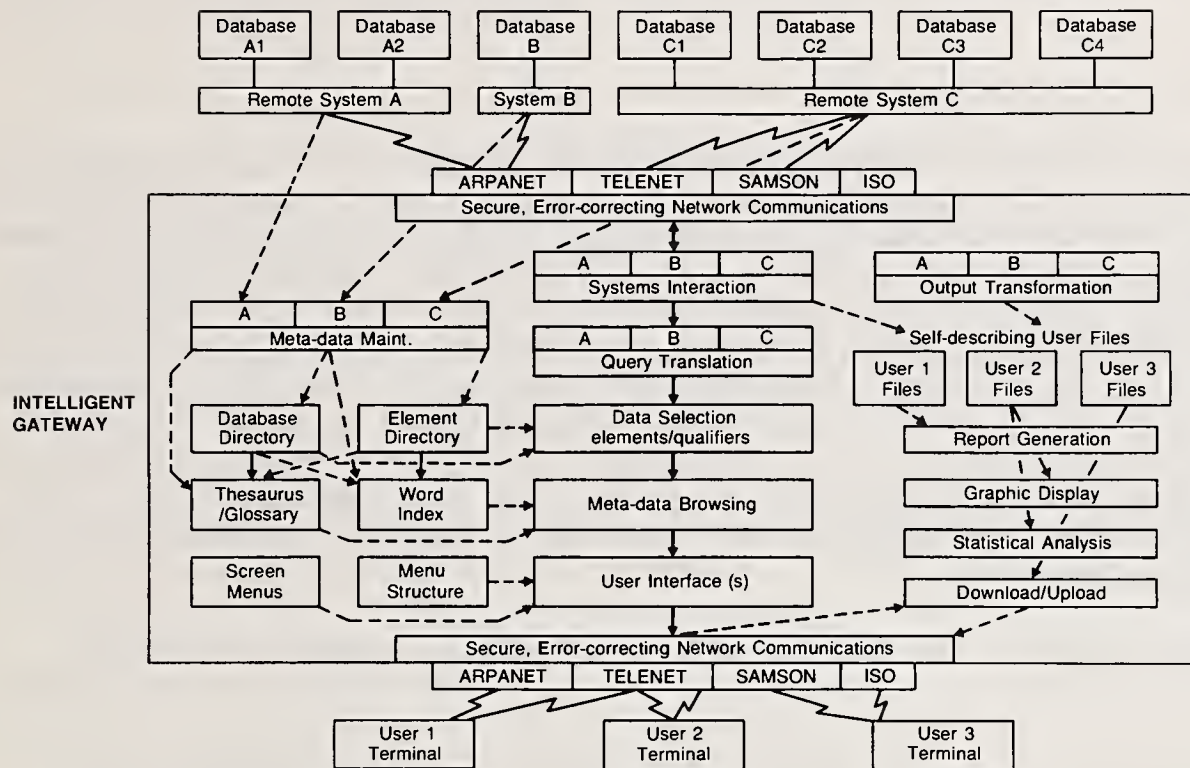 Database A1
Database A2
Database B
Database C1
Database C2
Database C3
Database C4
Remote System A
System B
Remote System C
ARPANET
TELENET
SAMSON
ISO
Secure, Error-correcting Network Communications
A
B
C
Systems Interaction
A
B
C
Output Transformation
A
B
C
Meta-data Maint.
Self-describing User Files
A
B
C
Query Translation
User 1 Files
User 2 Files
User 3 Files
INTELLIGENT
GATEWAY
Database
Directory
Element
Directory
Data Selection
elements/qualifiers
Report Generation
Thesaurus
/Glossary
Word
Index
Meta-data Browsing
Graphic Display
Statistical Analysis
Screen
Menus
Menu
Structure
User Interface (s)
Download/Upload
Secure, Error-correcting Network Communications
ARPANET
TELENET
SAMSON
ISO
User 1
Terminal
User 2
Terminal
User 3
Terminal